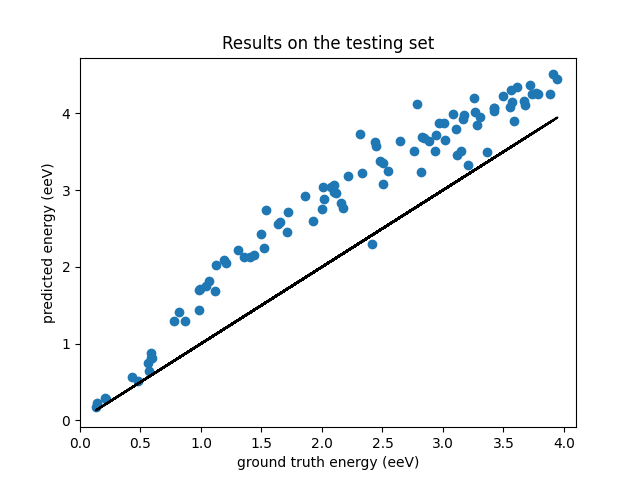 Results on the testing set
predicted energy (eeV)
4
3
2
1
0
0.0 0.5 1.0 1.5 2.0 2.5 3.0 3.5 4.0
ground truth energy (eeV)